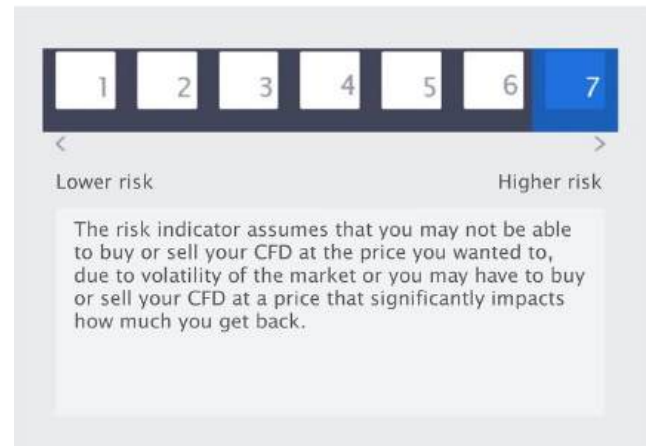 1 2 3 4 5 6 7
< >
Lower risk Higher risk
The risk indicator assumes that you may not be able
to buy or sell your CFD at the price you wanted to,
due to volatility of the market or you may have to buy
or sell your CFD at a price that significantly impacts
how much you get back.